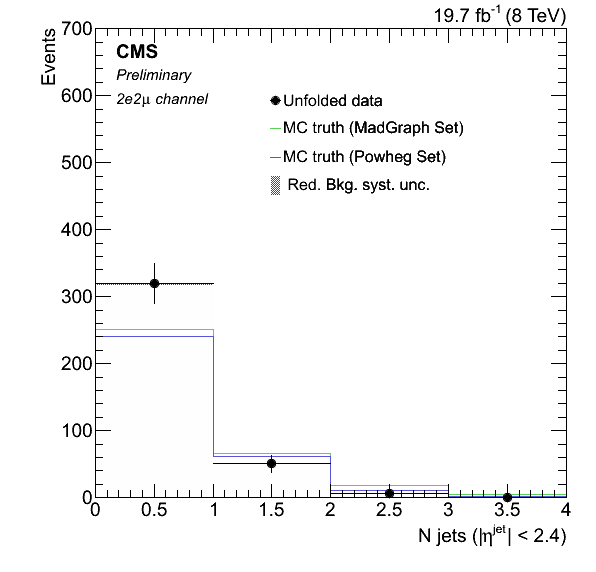 19.7 fb⁻¹ (8 TeV)
Events
700
600
500
400
300
200
100
0
CMS
Preliminary
2e2μ channel
Unfolded data
MC truth (MadGraph Set)
MC truth (Powheg Set)
Red. Bkg. syst. unc.
0 0.5 1 1.5 2 2.5 3 3.5 4
N jets (|η^jet| < 2.4)